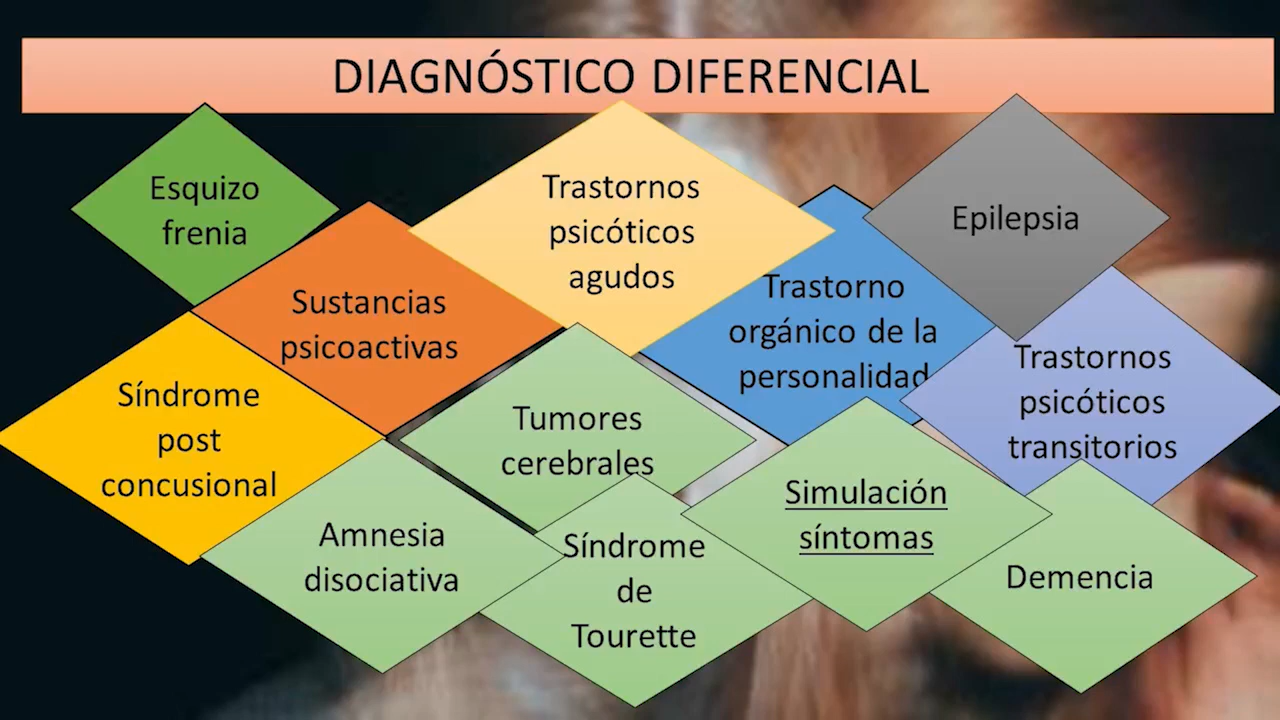 DIAGNÓSTICO DIFERENCIAL
Esquizo
frenia
Trastornos
psicóticos
agudos
Epilepsia
Sustancias
psicoactivas
Trastorno
orgánico de la
personalidad
Trastornos
psicóticos
transitorios
Síndrome
post
concusional
Tumores
cerebrales
Simulación
síntomas
Amnesia
disociativa
Síndrome
de
Tourette
Demencia